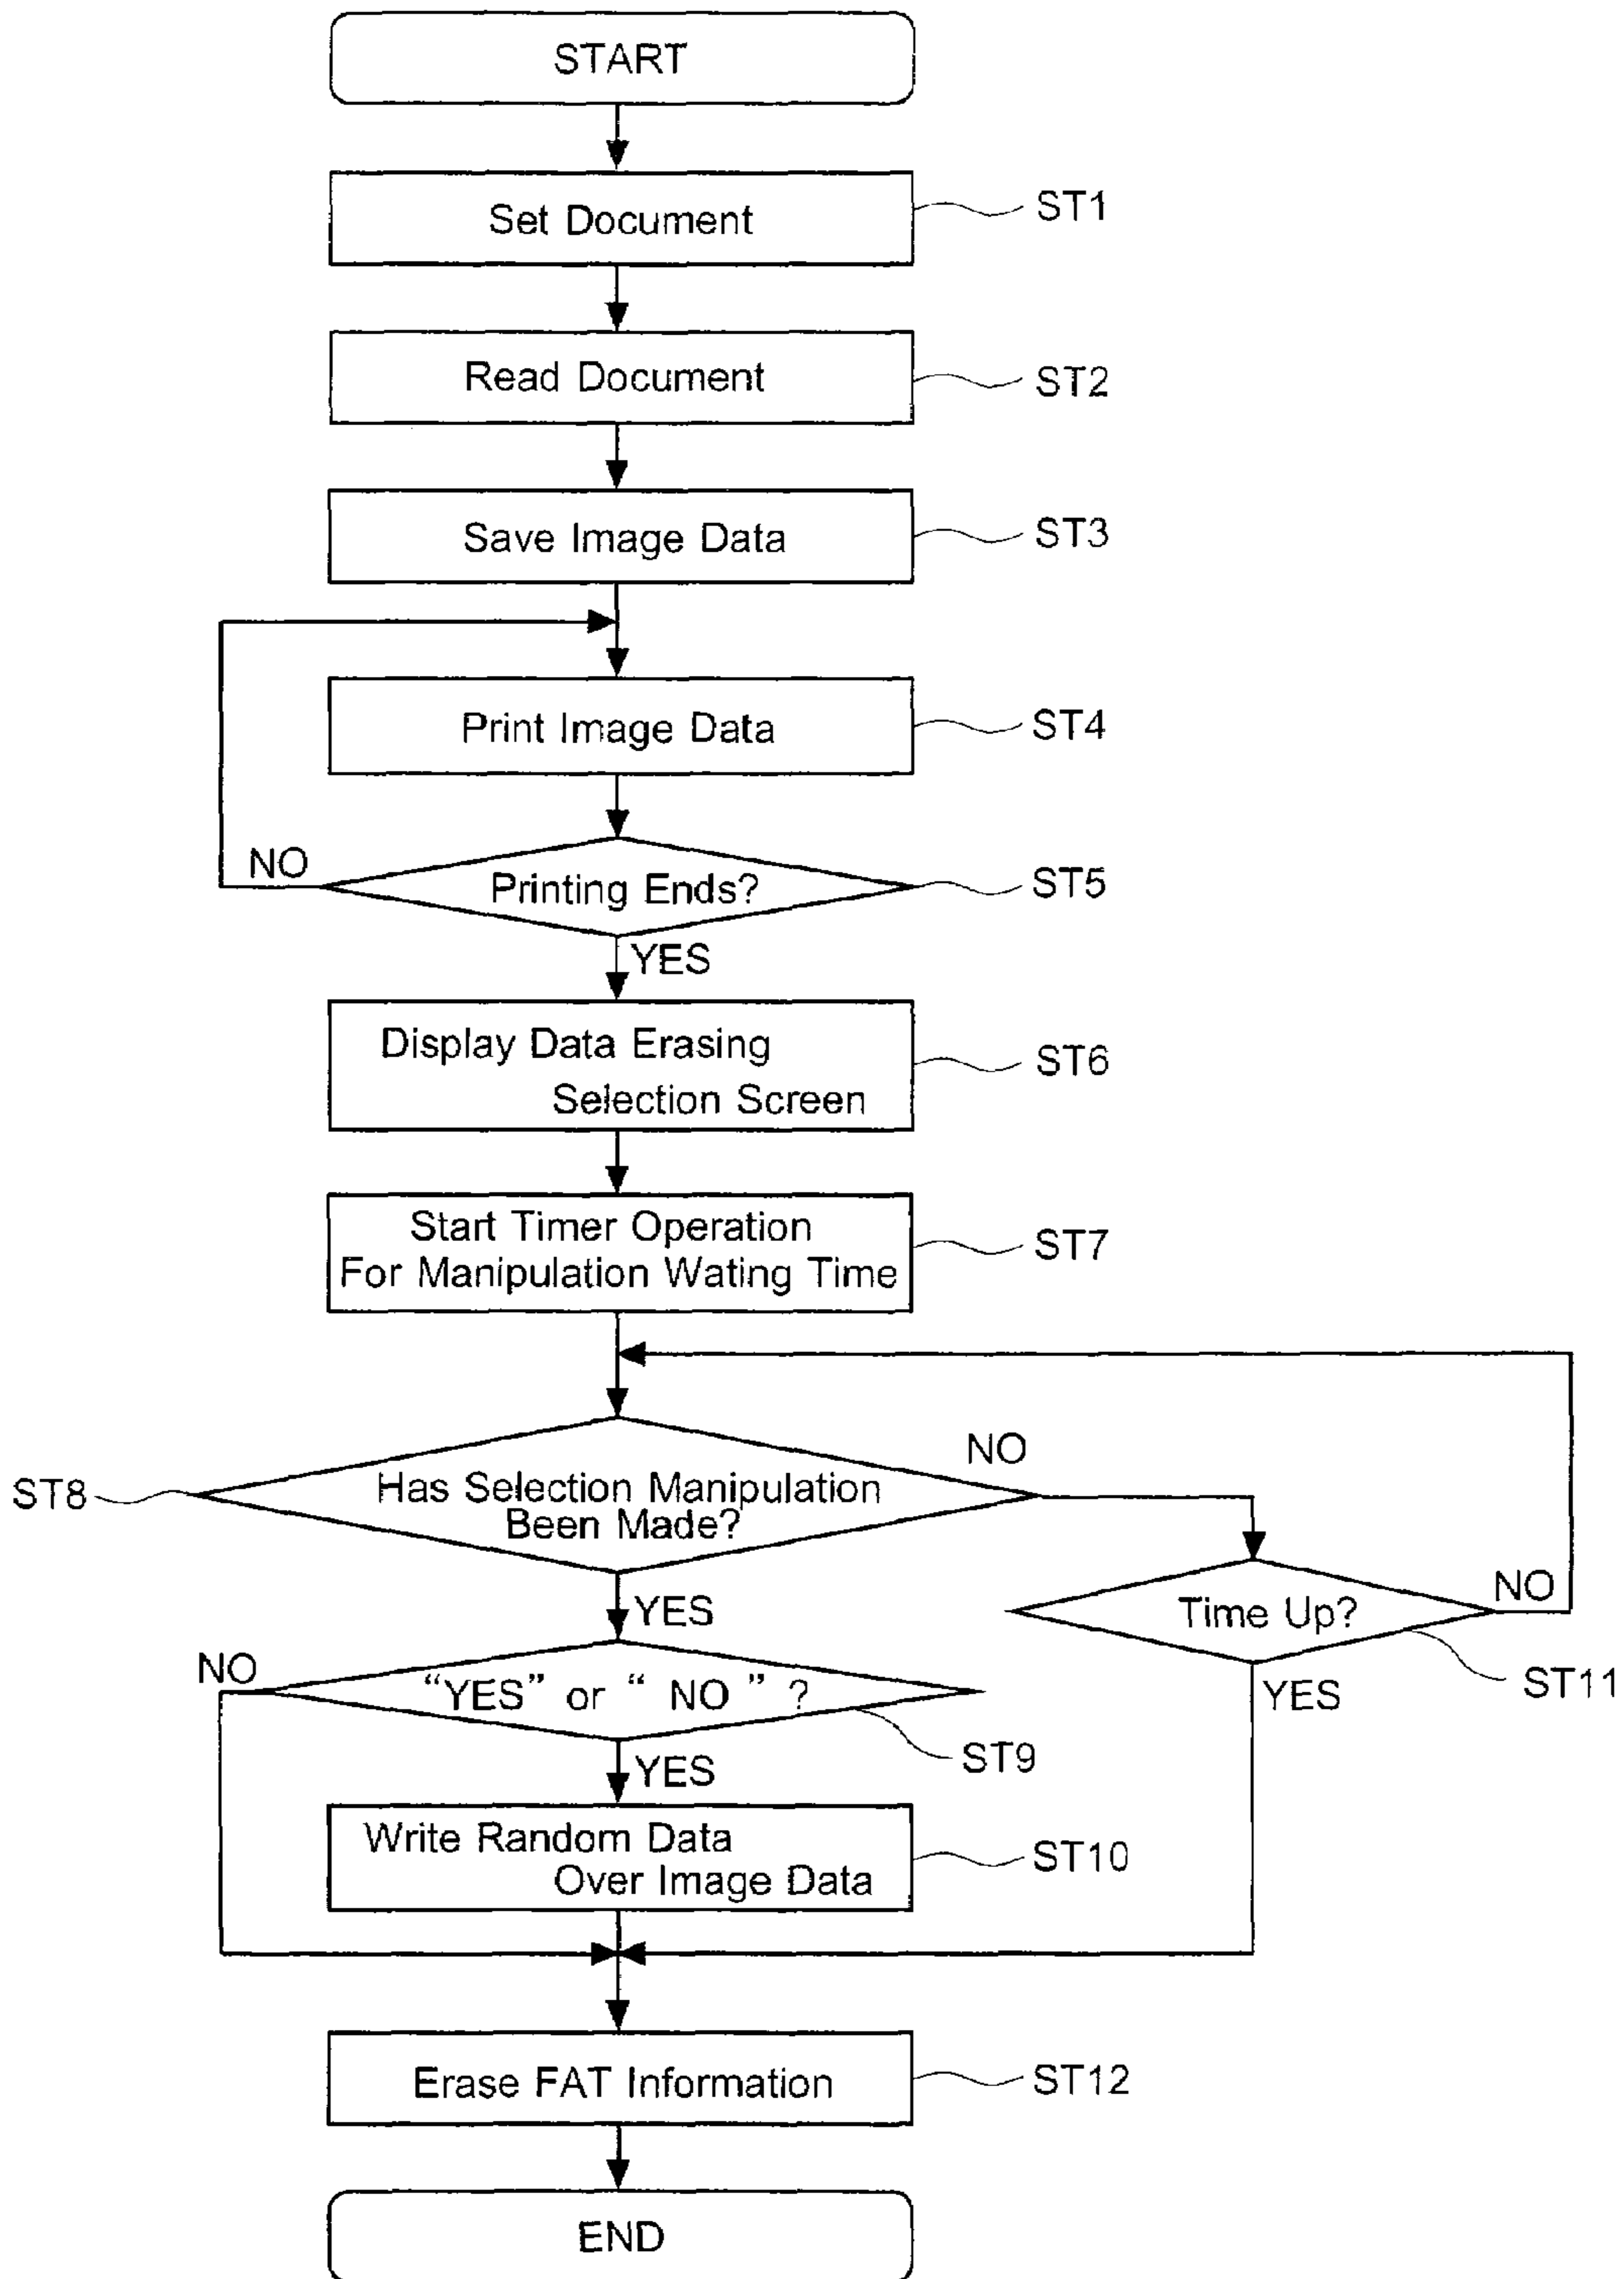 START
Set Document
ST1
Read Document
ST2
Save Image Data
ST3
Print Image Data
ST4
NO
Printing Ends?
ST5
YES
Display Data Erasing
Selection Screen
ST6
Start Timer Operation
For Manipulation Wating Time
ST7
ST8
Has Selection Manipulation
Been Made?
NO
YES
Time Up?
NO
ST11
YES
NO
“YES” or “ NO ” ?
ST9
YES
Write Random Data
Over Image Data
ST10
Erase FAT Information
ST12
END